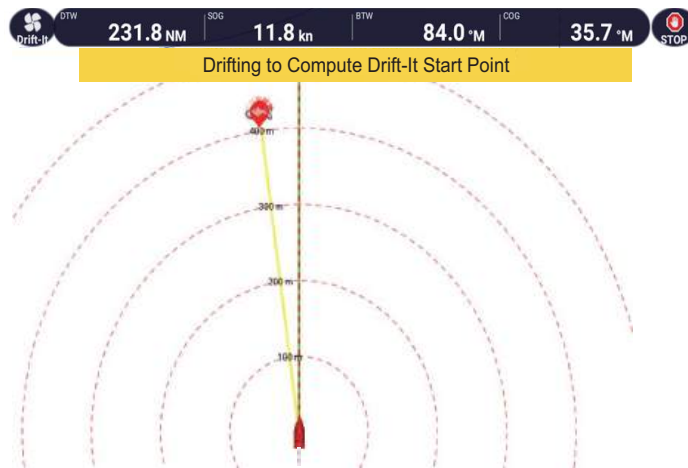 DTW SOG BTW COG
Drift-It 231.8 NM 11.8 kn 84.0 °M 35.7 °M STOP
Drifting to Compute Drift-It Start Point
400 m
300 m
200 m
100 m